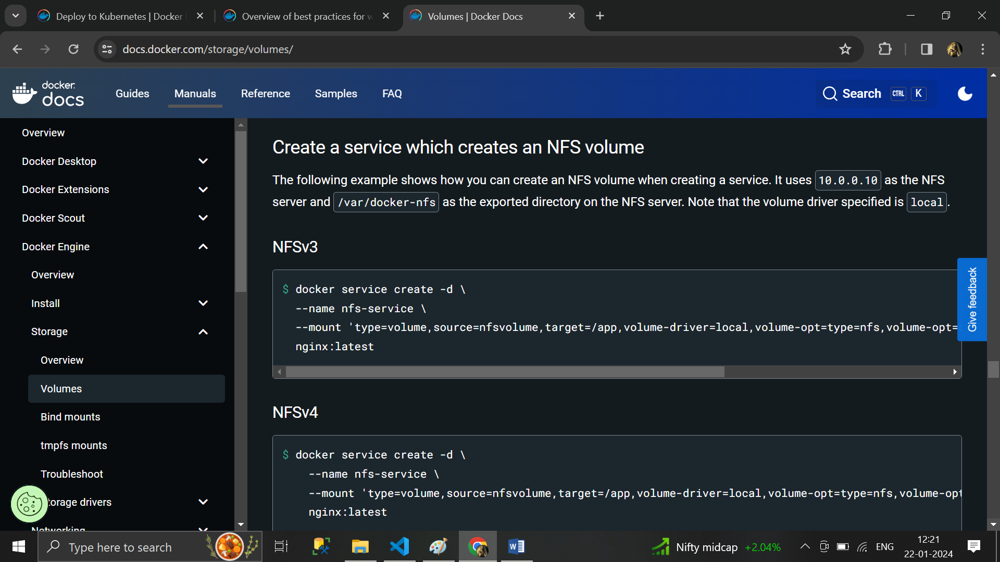 Deploy to Kubernetes | Docker
Overview of best practices for w
Volumes | Docker Docs
docs.docker.com/storage/volumes/
docker
docs
Guides
Manuals
Reference
Samples
FAQ
Search
CTRL
K
Overview
Docker Desktop
Docker Extensions
Docker Scout
Docker Engine
Overview
Install
Storage
Overview
Volumes
Bind mounts
tmpfs mounts
Troubleshoot
torage drivers
Networking
Create a service which creates an NFS volume
The following example shows how you can create an NFS volume when creating a service. It uses 10.0.0.10 as the NFS
server and /var/docker-nfs as the exported directory on the NFS server. Note that the volume driver specified is local.
NFSv3
$ docker service create -d \
--name nfs-service \
--mount 'type=volume,source=nfsvolume,target=/app,volume-driver=local,volume-opt=type=nfs,volume-opt=
nginx:latest
NFSv4
$ docker service create -d \
--name nfs-service \
--mount 'type=volume,source=nfsvolume,target=/app,volume-driver=local,volume-opt=type=nfs,volume-opt
nginx:latest
Give feedback
Type here to search
Nifty midcap +2.04%
ENG
12:21
22-01-2024